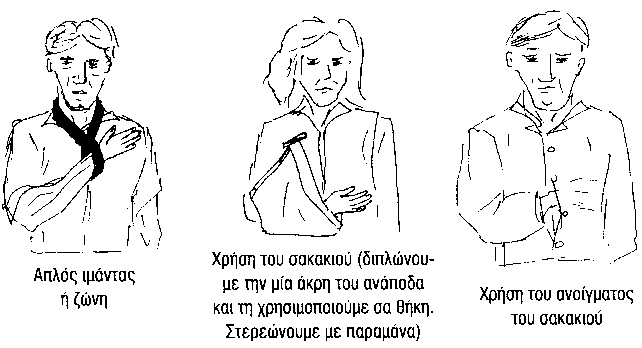 Απλός ιμάντας
ή ζώνη
Χρήση του σακακιού (διπλώνου-
με την μία άκρη του ανάποδα
και τη χρησιμοποιούμε σα θήκη.
Στερεώνουμε με παραμάνα)
Χρήση του ανοίγματος
του σακακιού